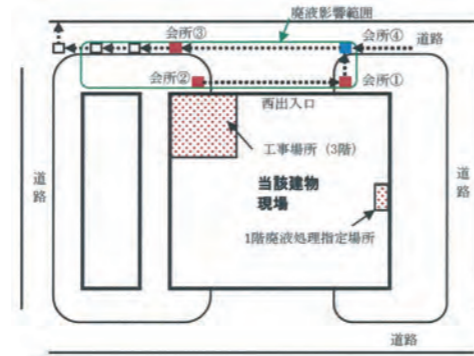 廃液影響範囲
会所③
会所④
道路
会所②
会所①
西出入口
工事場所（3階）
道路
当該建物
現場
道路
1階廃液処理指定場所
道路